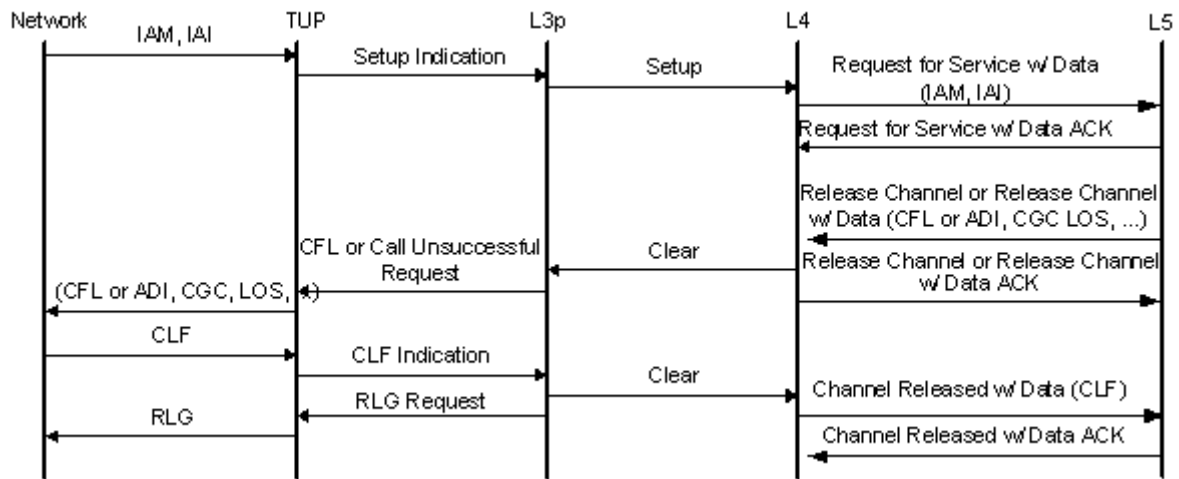 Network
TUP
L3p
L4
L5
IAM, IAI
Setup Indication
Setup
Request for Service w/ Data
(IAM, IAI)
Request for Service w/ Data ACK
Release Channel or Release Channel
w/ Data (CFL or ADI, CGC LOS, ...)
CFL or Call Unsuccessful
Request
Clear
Release Channel or Release Channel
w/ Data ACK
(CFL or ADI, CGC, LOS, )
CLF
CLF Indication
Clear
Channel Released w/ Data (CLF)
RLG Request
RLG
Channel Released w/Data ACK